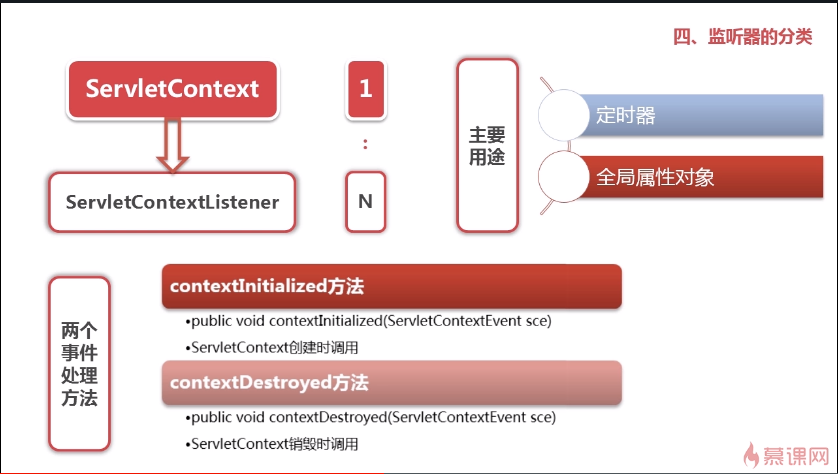 四、监听器的分类
ServletContext
1
:
ServletContextListener
N
主要
用途
定时器
全局属性对象
两个
事件
处理
方法
contextInitialized方法
•public void contextInitialized(ServletContextEvent sce)
•ServletContext创建时调用
contextDestroyed方法
•public void contextDestroyed(ServletContextEvent sce)
•ServletContext销毁时调用
慕课网